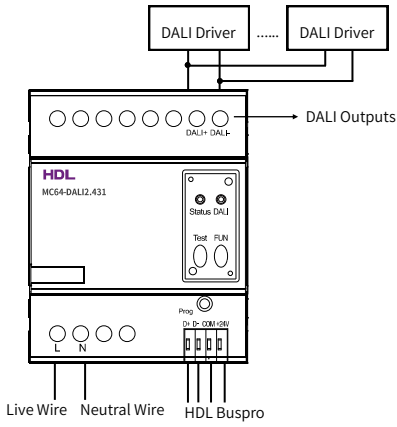 DALI Driver ...... DALI Driver
DALI+ DALI-
DALI Outputs
HDL
MC64-DALI2.431
Status DALI
Test FUN
Prog
D+ D- COM +24V
L N
Live Wire Neutral Wire HDL Buspro